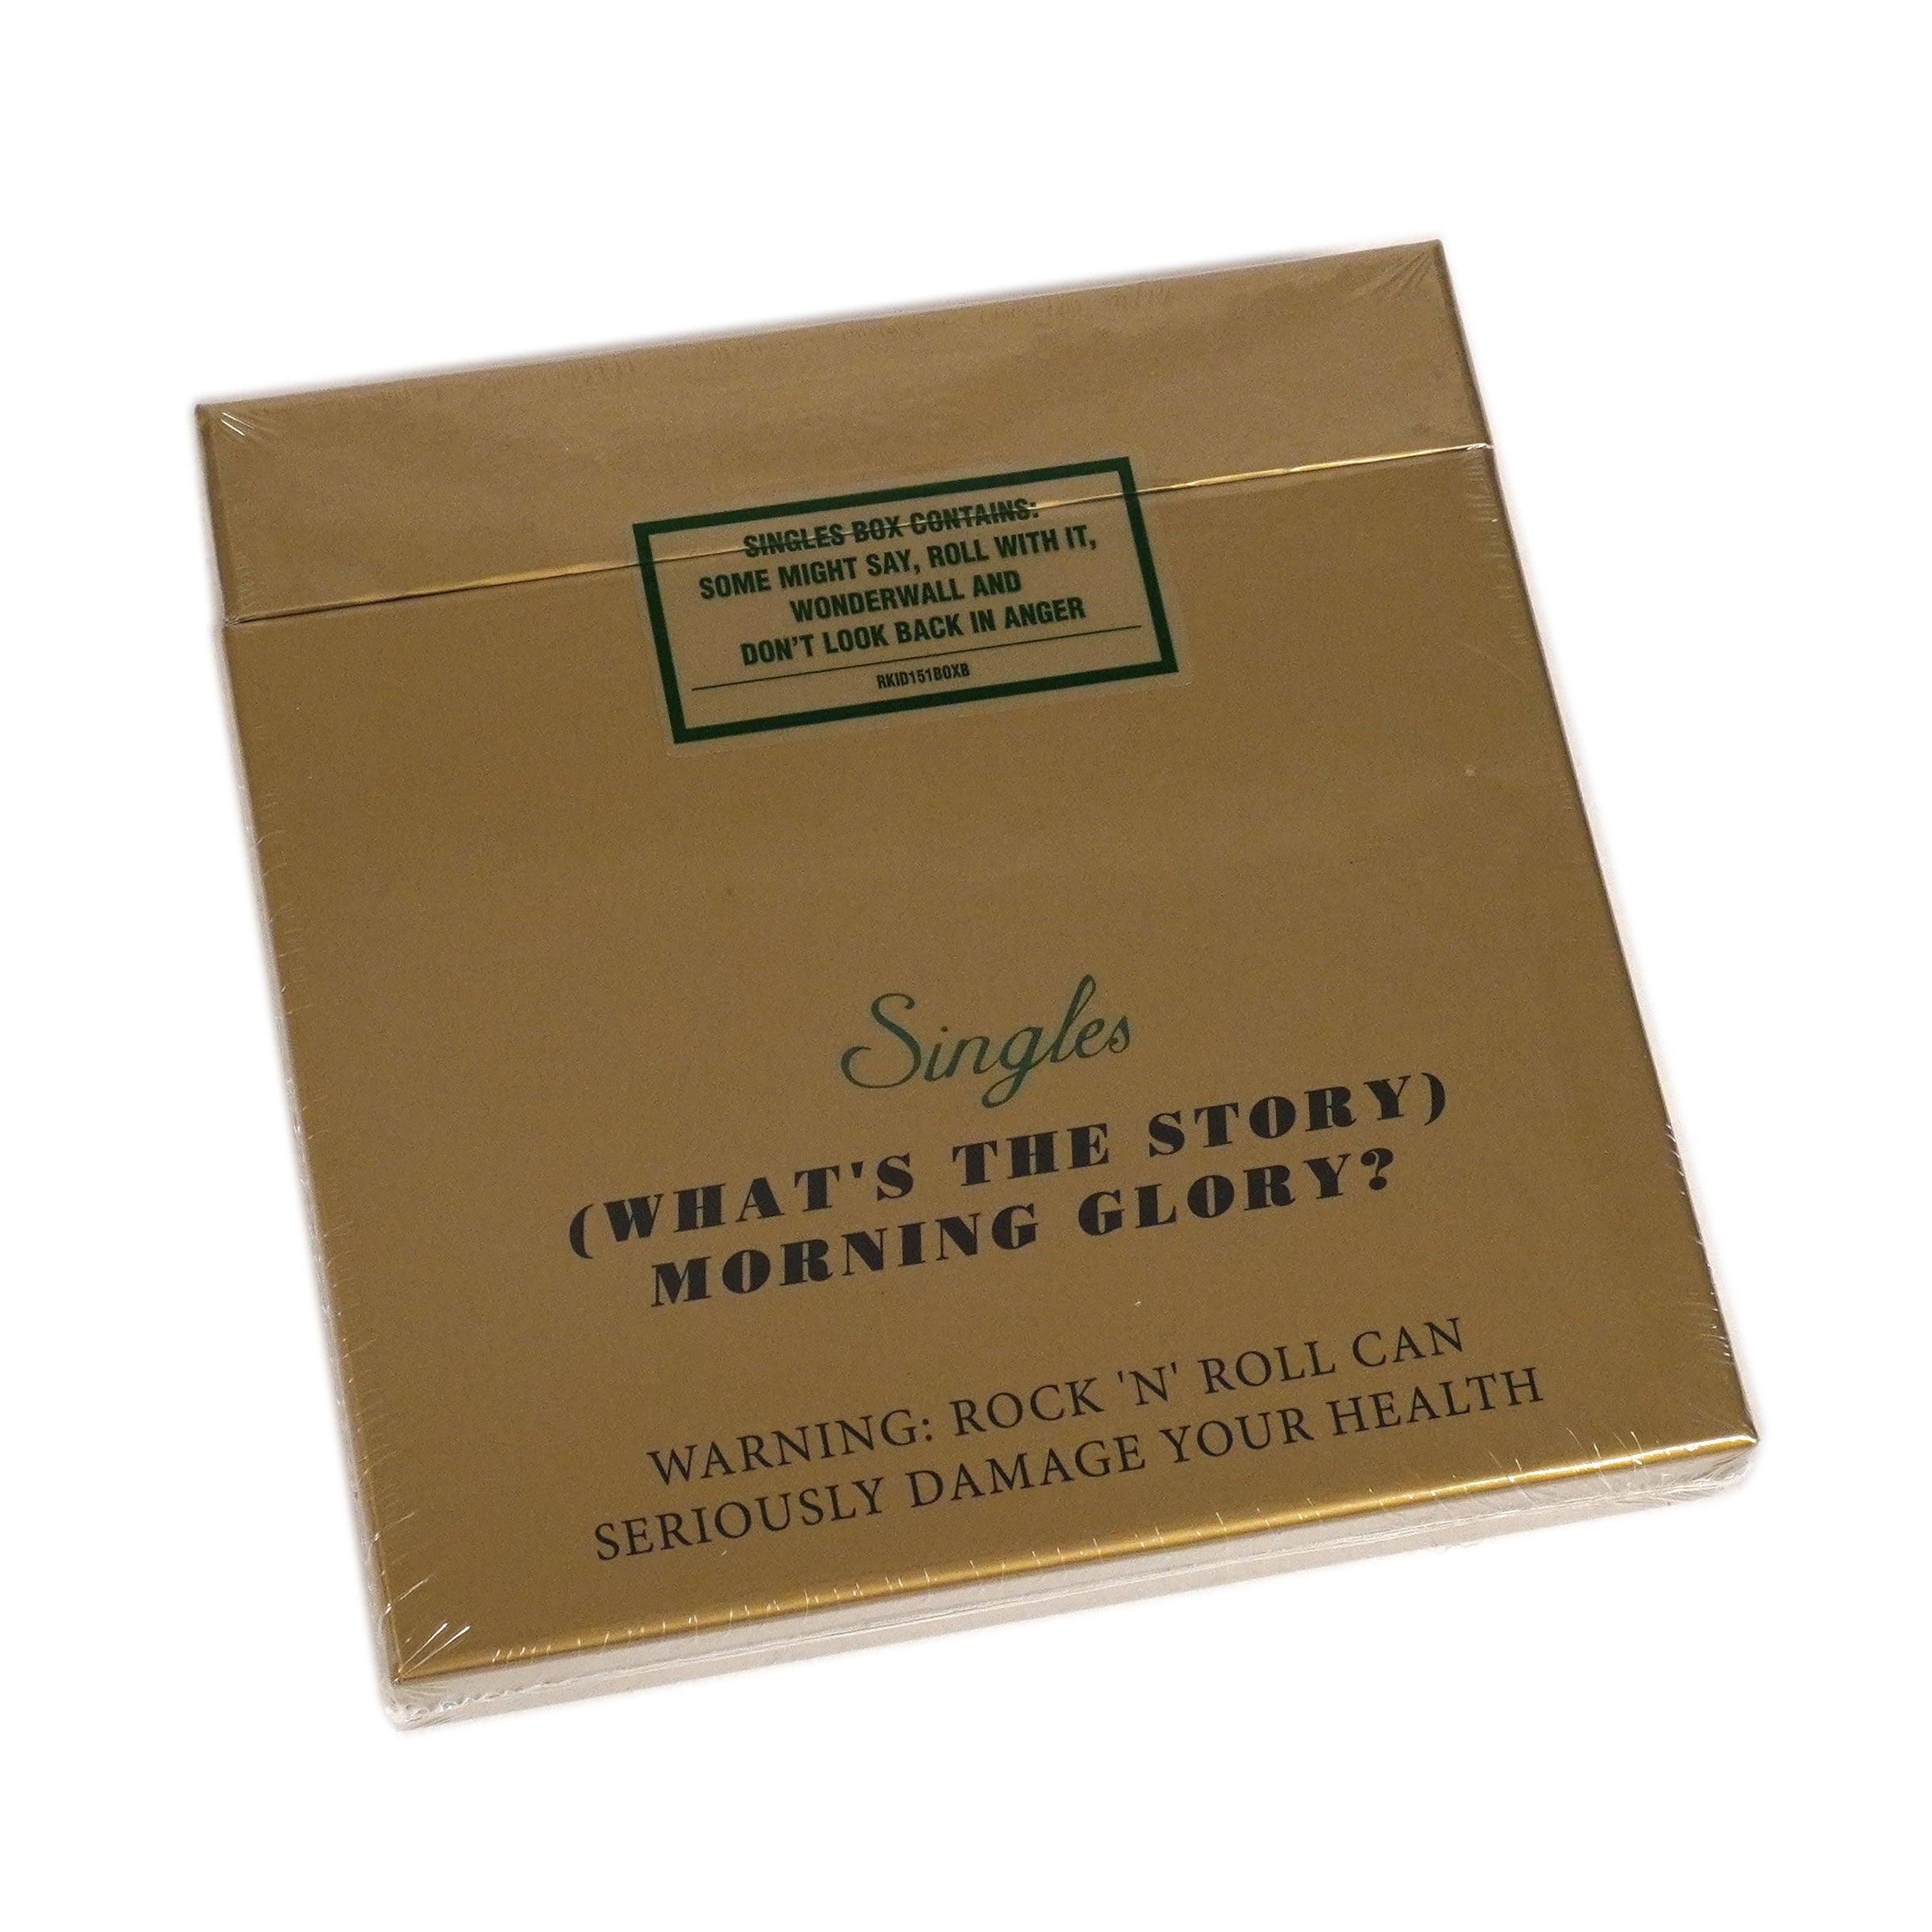 SINGLES BOX CONTAINS:
SOME MIGHT SAY, ROLL WITH IT,
WONDERWALL AND
DON'T LOOK BACK IN ANGER
RKID151BOXB
Singles
(WHAT'S THE STORY)
MORNING GLORY?
WARNING: ROCK 'N' ROLL CAN
SERIOUSLY DAMAGE YOUR HEALTH